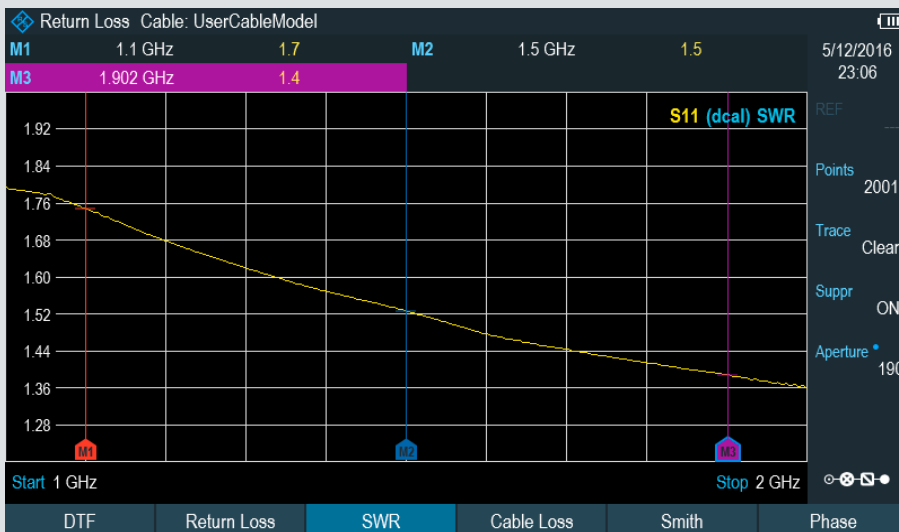 Return Loss Cable: UserCableModel
M1 1.1 GHz 1.7 M2 1.5 GHz 1.5
5/12/2016
23:06
M3 1.902 GHz 1.4
S11 (dcal) SWR
REF
1.92
1.84
1.76
1.68
1.60
1.52
1.44
1.36
1.28
M1 M2 M3
Points
2001
Trace
Clear
Suppr
ON
Aperture
190
Start 1 GHz Stop 2 GHz
DTF Return Loss SWR Cable Loss Smith Phase